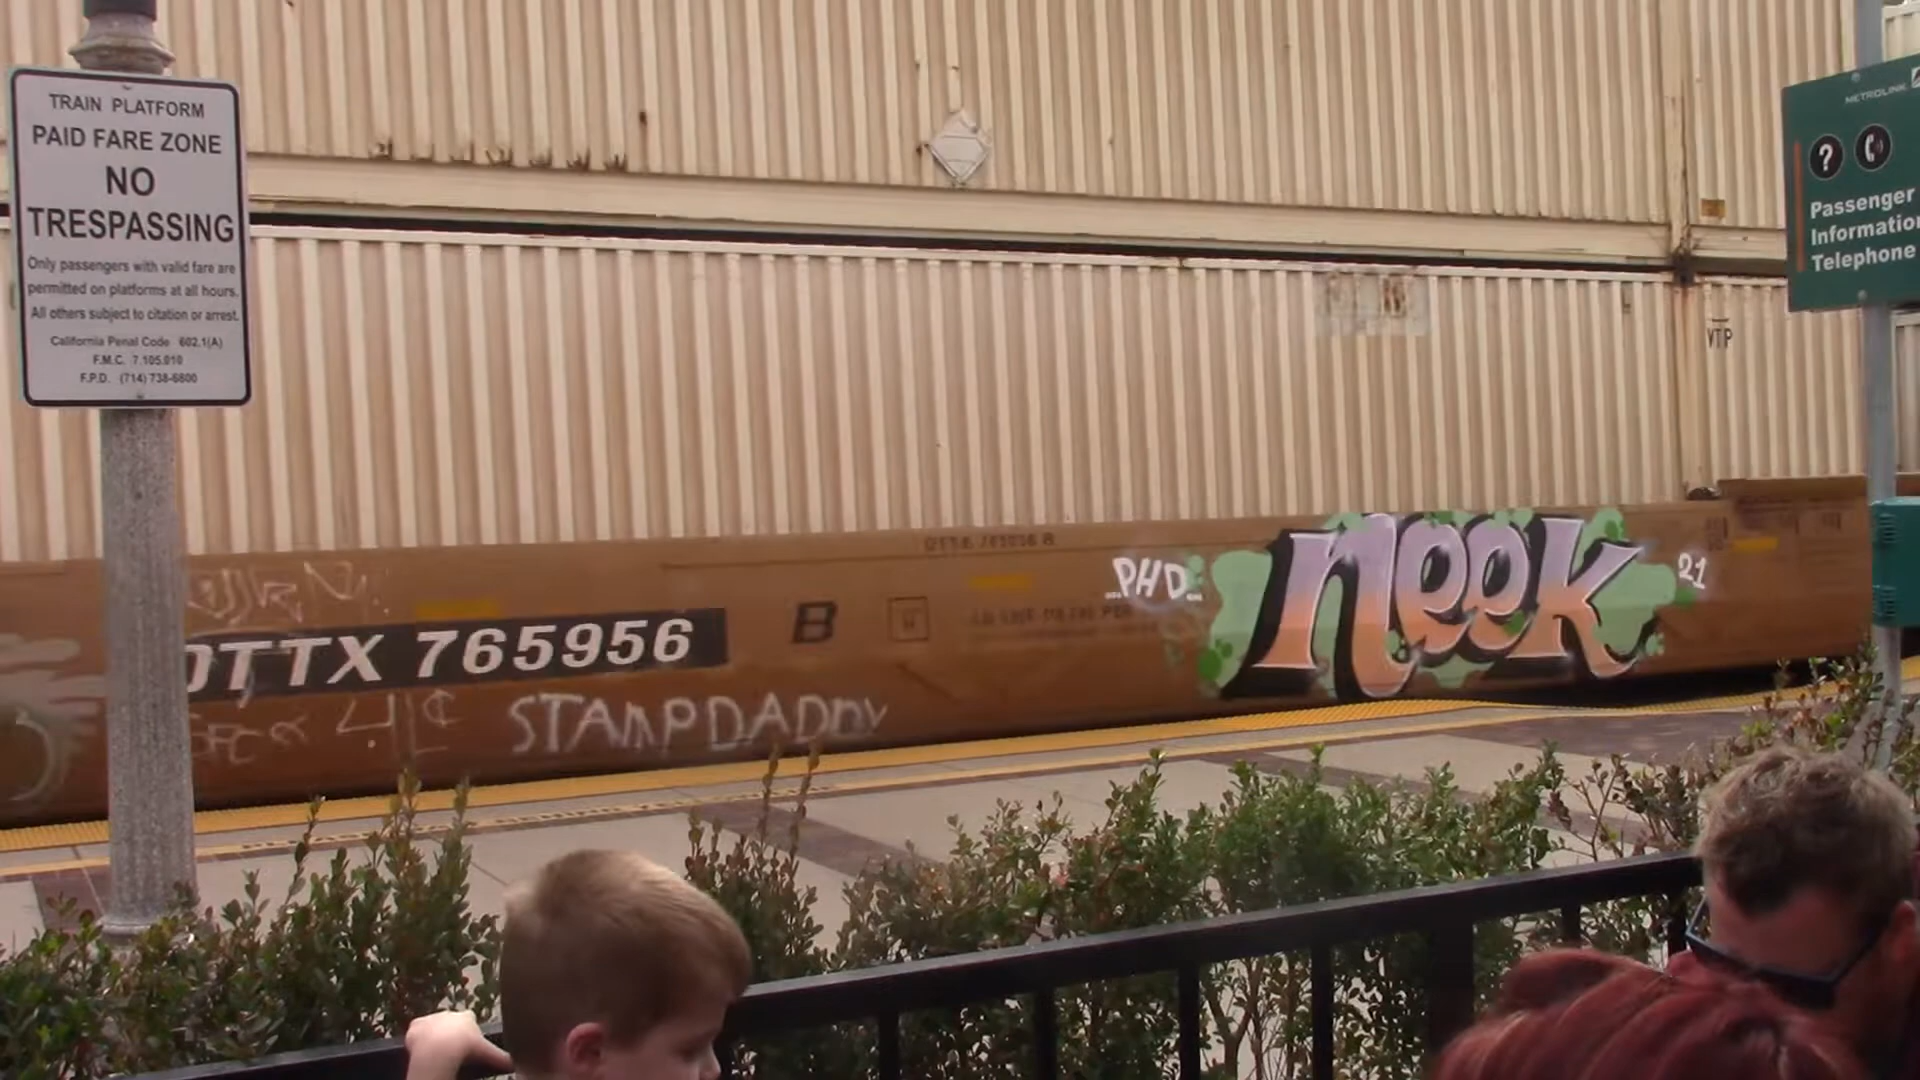 TRAIN PLATFORM
PAID FARE ZONE
NO
TRESPASSING
Only passengers with valid fare are
permitted on platforms at all hours.
All others subject to citation or arrest.
California Penal Code 602.1(A)
F.M.C. 7.105.010
F.P.D. (714) 738-6800
METROLINK
?
Passenger
Information
Telephone
VTP
DTTX 765956
B
STAMPDADDY
PHD
neek
21